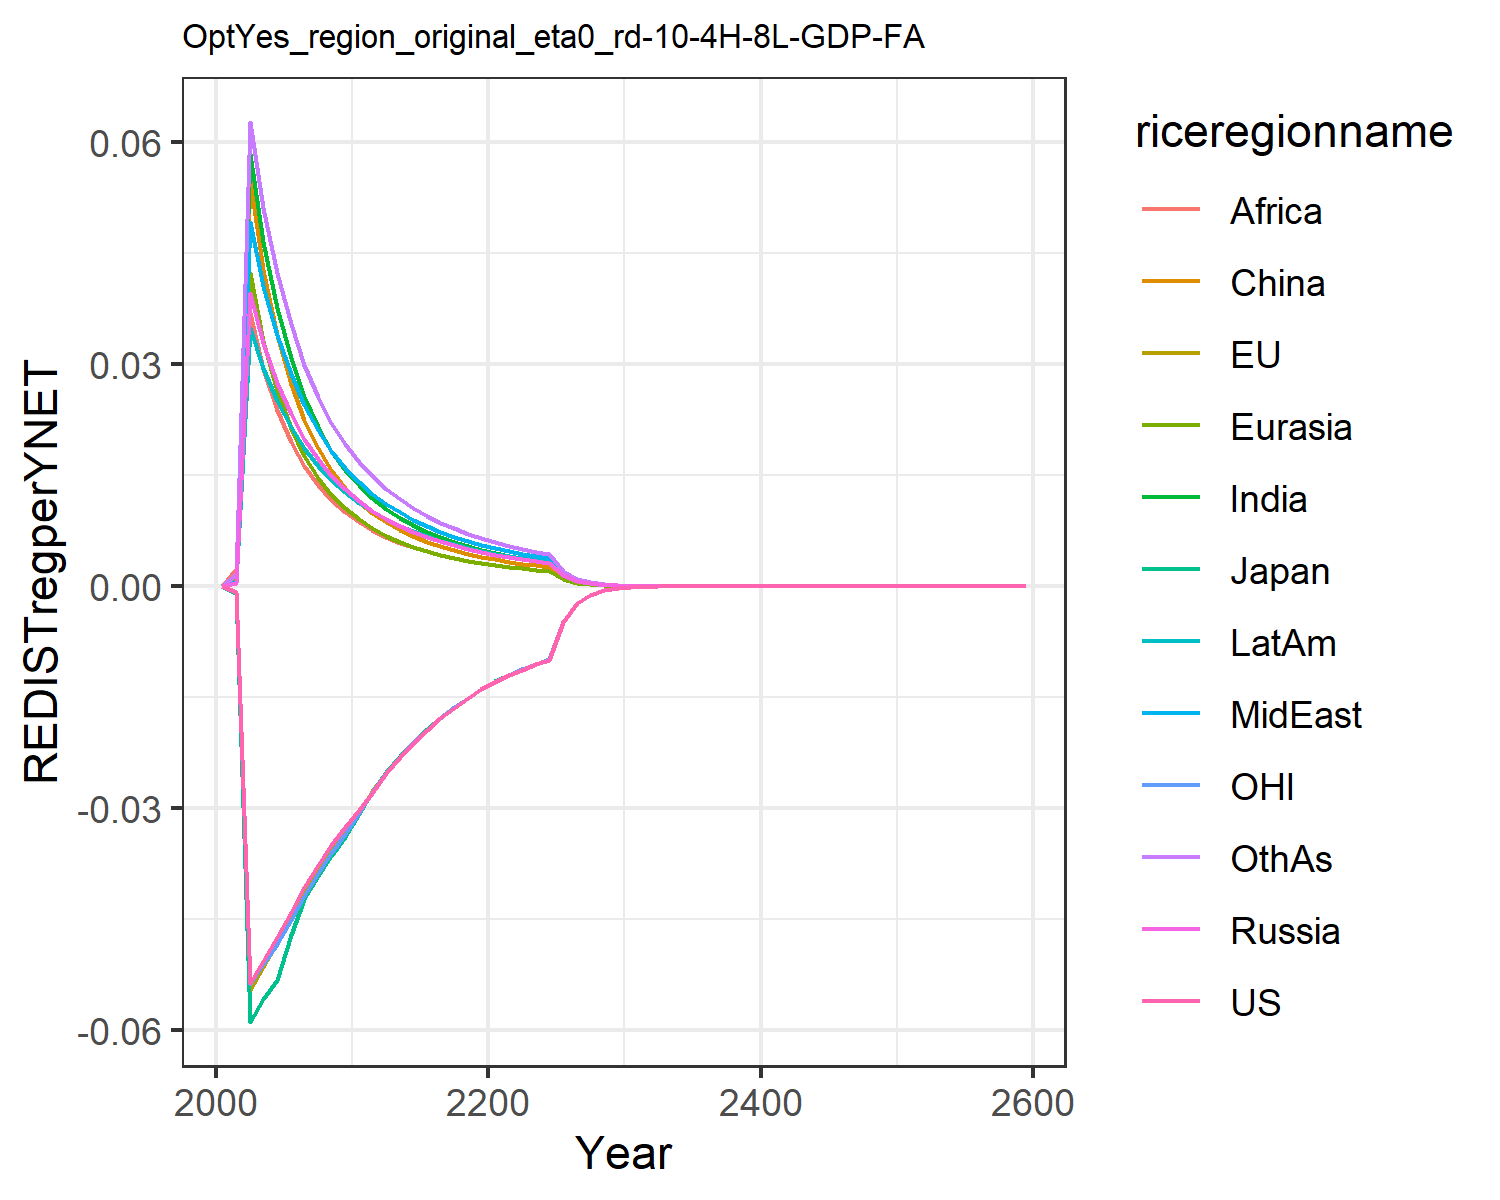 OptYes_region_original_eta0_rd-10-4H-8L-GDP-FA
REDISTregperYNET
0.06
0.03
0.00
-0.03
-0.06
2000 2200 2400 2600
Year
riceregionname
Africa
China
EU
Eurasia
India
Japan
LatAm
MidEast
OHI
OthAs
Russia
US